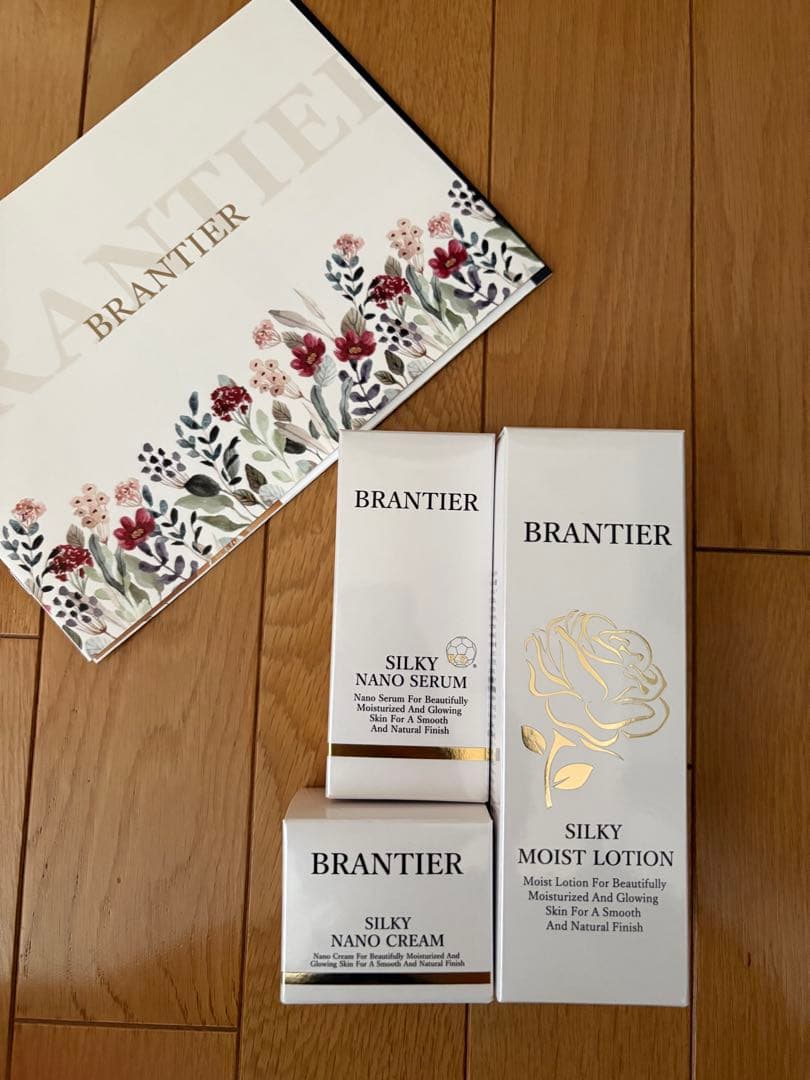 BRANTIER
BRANTIER
BRANTIER
SILKY
NANO SERUM
Nano Serum For Beautifully
Moisturized And Glowing
Skin For A Smooth
And Natural Finish
BRANTIER
SILKY
MOIST LOTION
Moist Lotion For Beautifully
Moisturized And Glowing
Skin For A Smooth
And Natural Finish
BRANTIER
SILKY
NANO CREAM
Nano Cream For Beautifully Moisturized And
Glowing Skin For A Smooth And Natural Finish